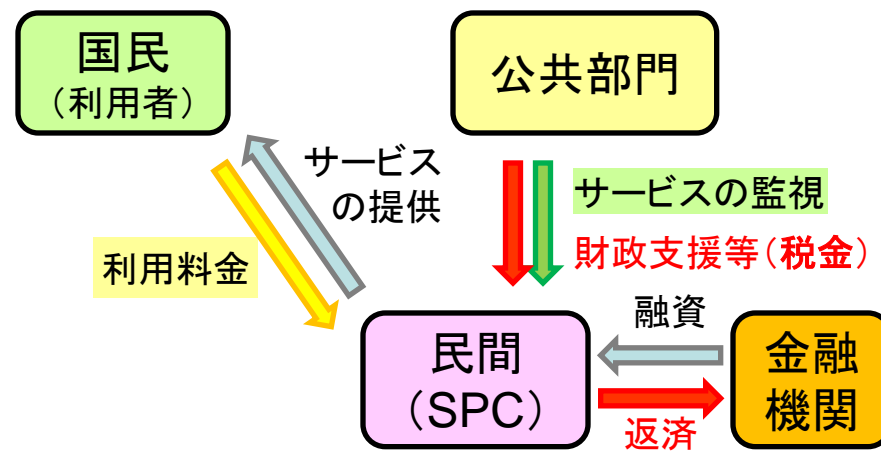 国民
（利用者）
公共部門
サービス
の提供
サービスの監視
財政支援等（税金）
利用料金
融資
民間
（SPC）
金融
機関
返済